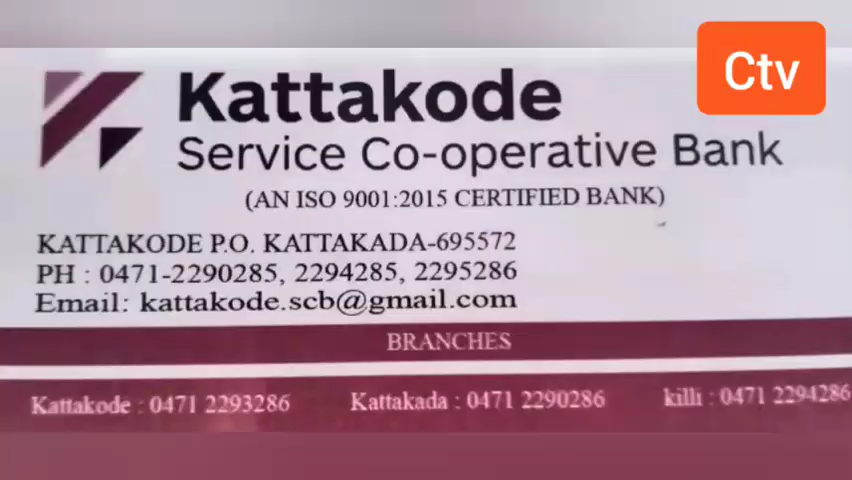 Ctv
Kattakode
Service Co-operative Bank
(AN ISO 9001:2015 CERTIFIED BANK)
KATTAKODE P.O. KATTAKADA-695572
PH : 0471-2290285, 2294285, 2295286
Email: kattakode.scb@gmail.com
BRANCHES
Kattakode : 0471 2293286 Kattakada : 0471 2290286 killi : 0471 2294286